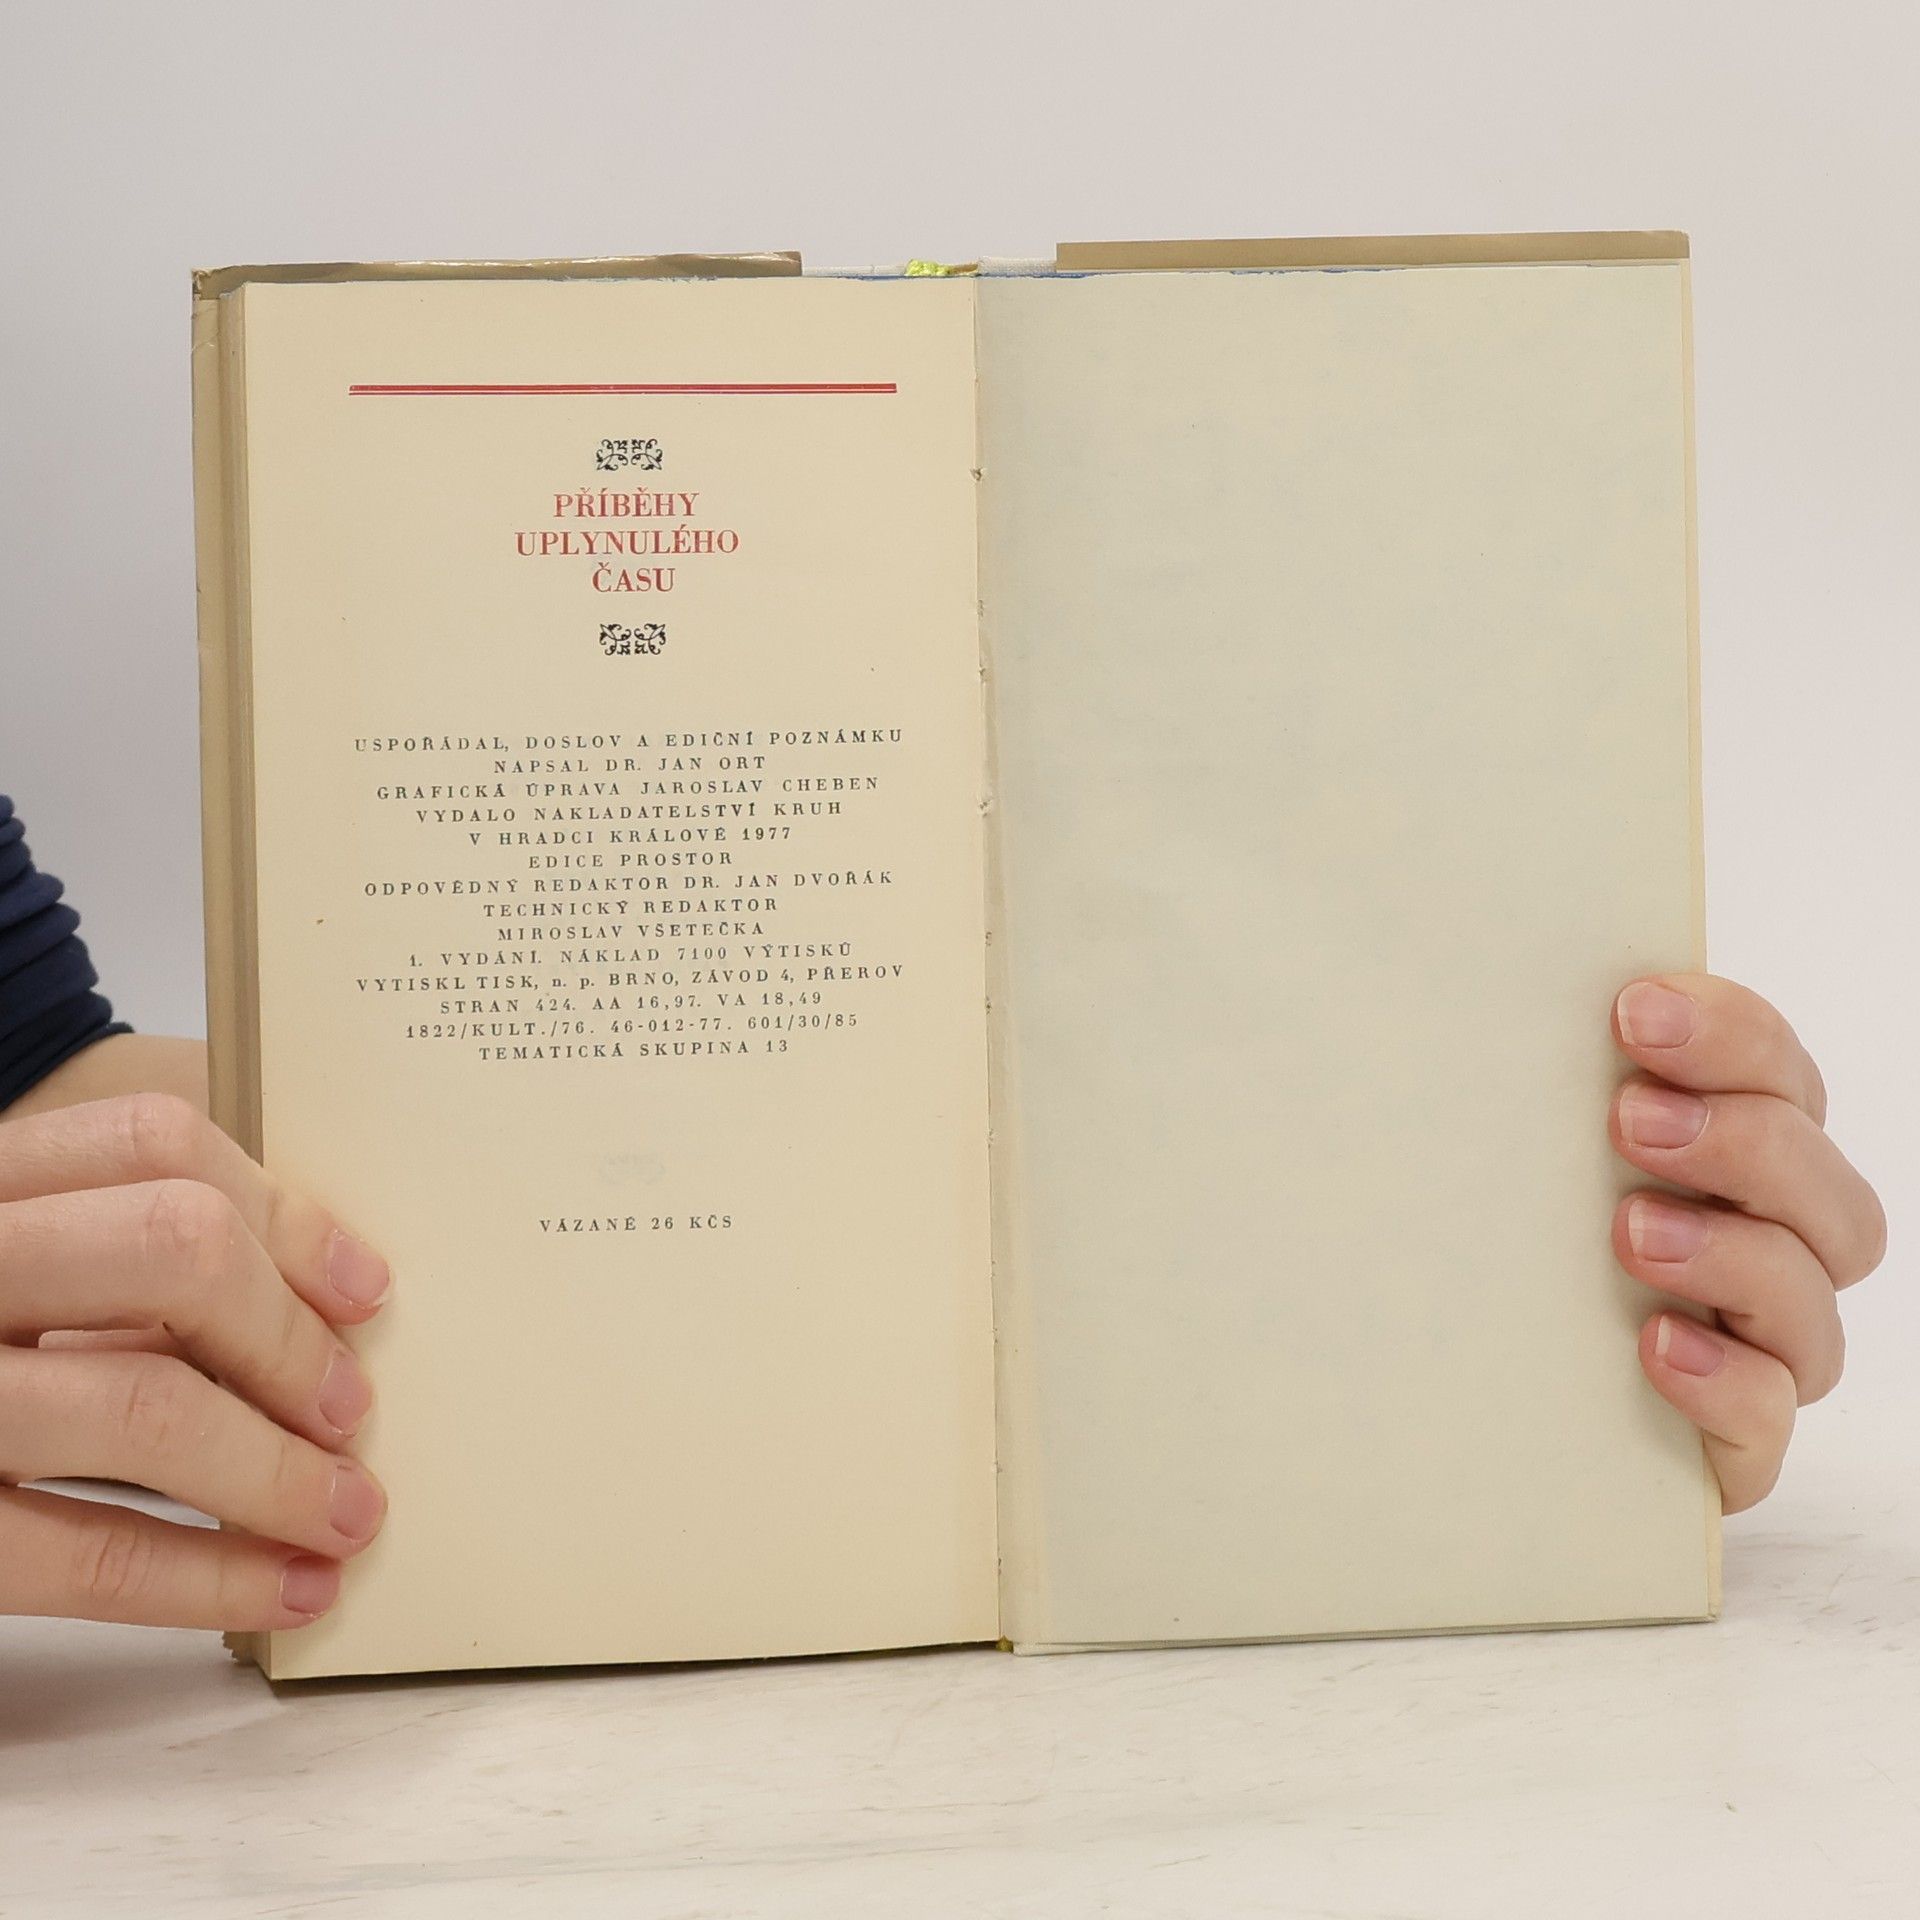 PŘÍBĚHY
UPLYNULÉHO
ČASU
USPOŘÁDAL, DOSLOV A EDIČNÍ POZNÁMKU
NAPSAL DR. JAN ORT
GRAFICKÁ ÚPRAVA JAROSLAV CHEBEN
VYDALO NAKLADATELSTVÍ KRUH
V HRADCI KRÁLOVÉ 1977
EDICE PROSTOR
ODPOVĚDNÝ REDAKTOR DR. JAN DVOŘÁK
TECHNICKÝ REDAKTOR
MIROSLAV VŠETEČKA
1. VYDÁNÍ. NÁKLAD 7100 VÝTISKŮ
VYTISKL TISK, n. p. BRNO, ZÁVOD 4, PŘEROV
STRAN 424. AA 16,97. VA 18,49
1822/KULT./76. 46-012-77. 601/30/85
TEMATICKÁ SKUPINA 13
VÁZANÉ 26 KČS